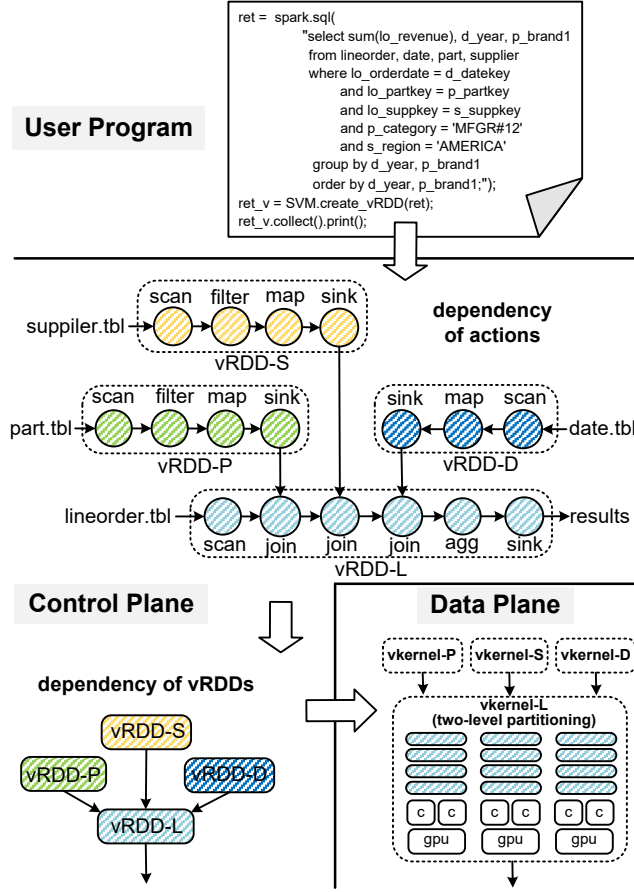 ret = spark.sql(
"select sum(lo_revenue), d_year, p_brand1
from lineorder, date, part, supplier
where lo_orderdate = d_datekey
and lo_partkey = p_partkey
and lo_suppkey = s_suppkey
and p_category = 'MFGR#12'
and s_region = 'AMERICA'
group by d_year, p_brand1
order by d_year, p_brand1;");
ret_v = SVM.create_vRDD(ret);
ret_v.collect().print();
User Program
scan filter map sink
suppiler.tbl
vRDD-S
dependency
of actions
scan filter map sink
part.tbl
vRDD-P
sink map scan
date.tbl
vRDD-D
lineorder.tbl
results
scan join join join agg sink
vRDD-L
Control Plane
Data Plane
dependency of vRDDs
vRDD-S
vRDD-P
vRDD-D
vRDD-L
vkernel-P vkernel-S vkernel-D
vkernel-L
(two-level partitioning)
c c c c c c
gpu gpu gpu